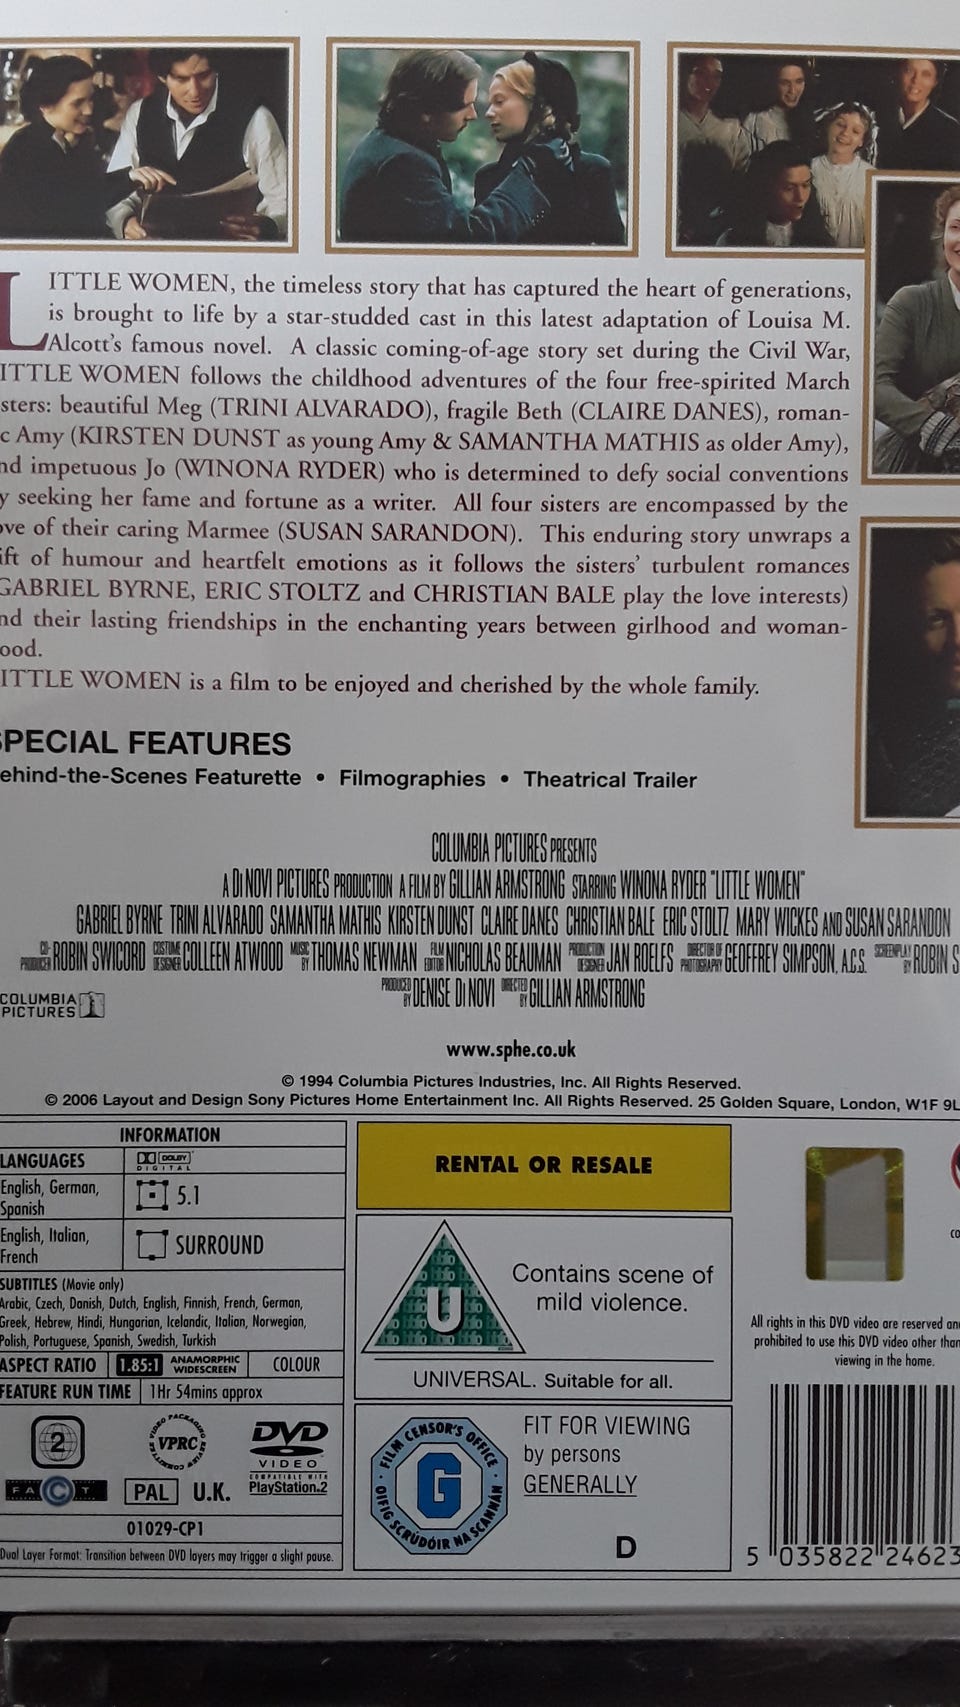 LITTLE WOMEN, the timeless story that has captured the heart of generations,
is brought to life by a star-studded cast in this latest adaptation of Louisa M.
Alcott's famous novel. A classic coming-of-age story set during the Civil War,
ITTLE WOMEN follows the childhood adventures of the four free-spirited March
sters: beautiful Meg (TRINI ALVARADO), fragile Beth (CLAIRE DANES), roman-
c Amy (KIRSTEN DUNST as young Amy & SAMANTHA MATHIS as older Amy),
nd impetuous Jo (WINONA RYDER) who is determined to defy social conventions
y seeking her fame and fortune as a writer. All four sisters are encompassed by the
ove of their caring Marmee (SUSAN SARANDON). This enduring story unwraps a
ift of humour and heartfelt emotions as it follows the sisters' turbulent romances
GABRIEL BYRNE, ERIC STOLTZ and CHRISTIAN BALE play the love interests)
nd their lasting friendships in the enchanting years between girlhood and woman-
ood.
ITTLE WOMEN is a film to be enjoyed and cherished by the whole family.
SPECIAL FEATURES
ehind-the-Scenes Featurette • Filmographies • Theatrical Trailer
COLUMBIA PICTURES PRESENTS
A DI NOVI PICTURES PRODUCTION A FILM BY GILLIAN ARMSTRONG STARRING WINONA RYDER "LITTLE WOMEN"
GABRIEL BYRNE TRINI ALVARADO SAMANTHA MATHIS KIRSTEN DUNST CLAIRE DANES CHRISTIAN BALE ERIC STOLTZ MARY WICKES AND SUSAN SARANDON
CO-PRODUCER ROBIN SWICORD COSTUME DESIGNER COLLEEN ATWOOD MUSIC BY THOMAS NEWMAN FILM EDITOR NICHOLAS BEAUMAN PRODUCTION DESIGNER JAN ROELFS DIRECTOR OF PHOTOGRAPHY GEOFFREY SIMPSON, A.C.S. SCREENPLAY BY ROBIN S
PRODUCED BY DENISE DI NOVI DIRECTED BY GILLIAN ARMSTRONG
COLUMBIA
PICTURES
www.sphe.co.uk
© 1994 Columbia Pictures Industries, Inc. All Rights Reserved.
© 2006 Layout and Design Sony Pictures Home Entertainment Inc. All Rights Reserved. 25 Golden Square, London, W1F 9L
INFORMATION
LANGUAGES
DOLBY
DIGITAL
English, German,
Spanish
5.1
English, Italian,
French
SURROUND
SUBTITLES (Movie only)
Arabic, Czech, Danish, Dutch, English, Finnish, French, German,
Greek, Hebrew, Hindi, Hungarian, Icelandic, Italian, Norwegian,
Polish, Portuguese, Spanish, Swedish, Turkish
ASPECT RATIO 1.85:1 ANAMORPHIC WIDESCREEN COLOUR
FEATURE RUN TIME 1Hr 54mins approx
2
VIDEO PACKAGING REVIEW COMMITTEE
VPRC
DVD
VIDEO
COMPATIBLE WITH
PlayStation.2
FACT
PAL U.K.
01029-CP1
Dual Layer Format: Transition between DVD layers may trigger a slight pause.
RENTAL OR RESALE
U
Contains scene of
mild violence.
UNIVERSAL. Suitable for all.
FILM CENSOR'S OFFICE
G
OIFIG SCRÚDÓIR NA SCANNÁN
FIT FOR VIEWING
by persons
GENERALLY
D
All rights in this DVD video are reserved and
prohibited to use this DVD video other than
viewing in the home.
CO
5 035822 24623